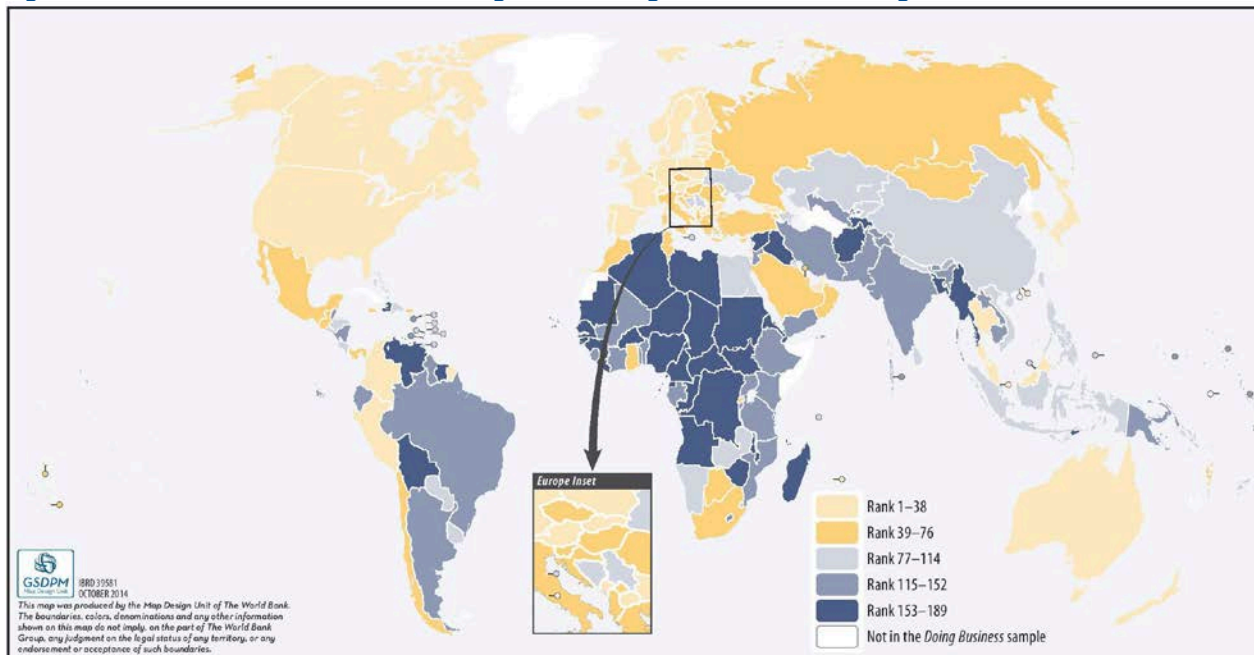 Europe Inset
Rank 1–38
Rank 39–76
Rank 77–114
Rank 115–152
Rank 153–189
Not in the Doing Business sample
GSDPM
Map Design Unit
IBRD 39581
OCTOBER 2014
This map was produced by the Map Design Unit of The World Bank.
The boundaries, colors, denominations and any other information
shown on this map do not imply, on the part of The World Bank
Group, any judgment on the legal status of any territory, or any
endorsement or acceptance of such boundaries.